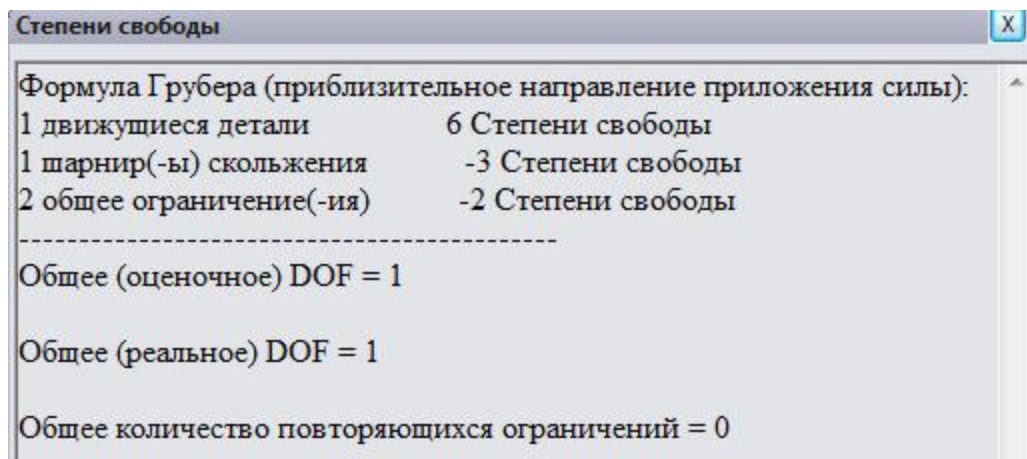 Степени свободы
X
Формула Грубера (приблизительное направление приложения силы):
1 движущиеся детали 6 Степени свободы
1 шарнир(-ы) скольжения -3 Степени свободы
2 общее ограничение(-ия) -2 Степени свободы
---------------------------------------------
Общее (оценочное) DOF = 1
Общее (реальное) DOF = 1
Общее количество повторяющихся ограничений = 0